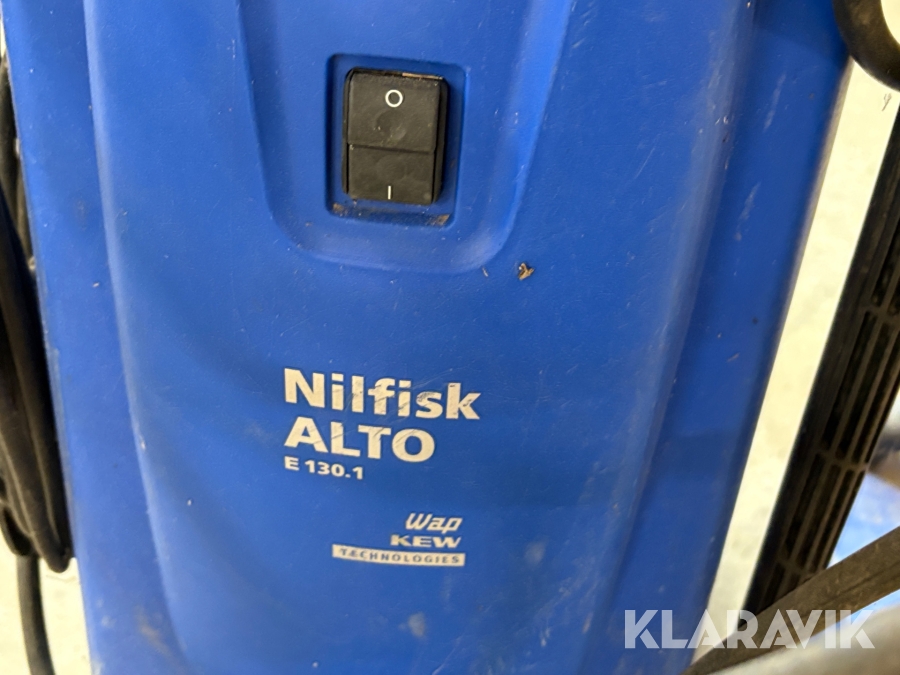 O
I
Nilfisk
ALTO
E 130.1
Wap
KEW
TECHNOLOGIES
KLARAVIK